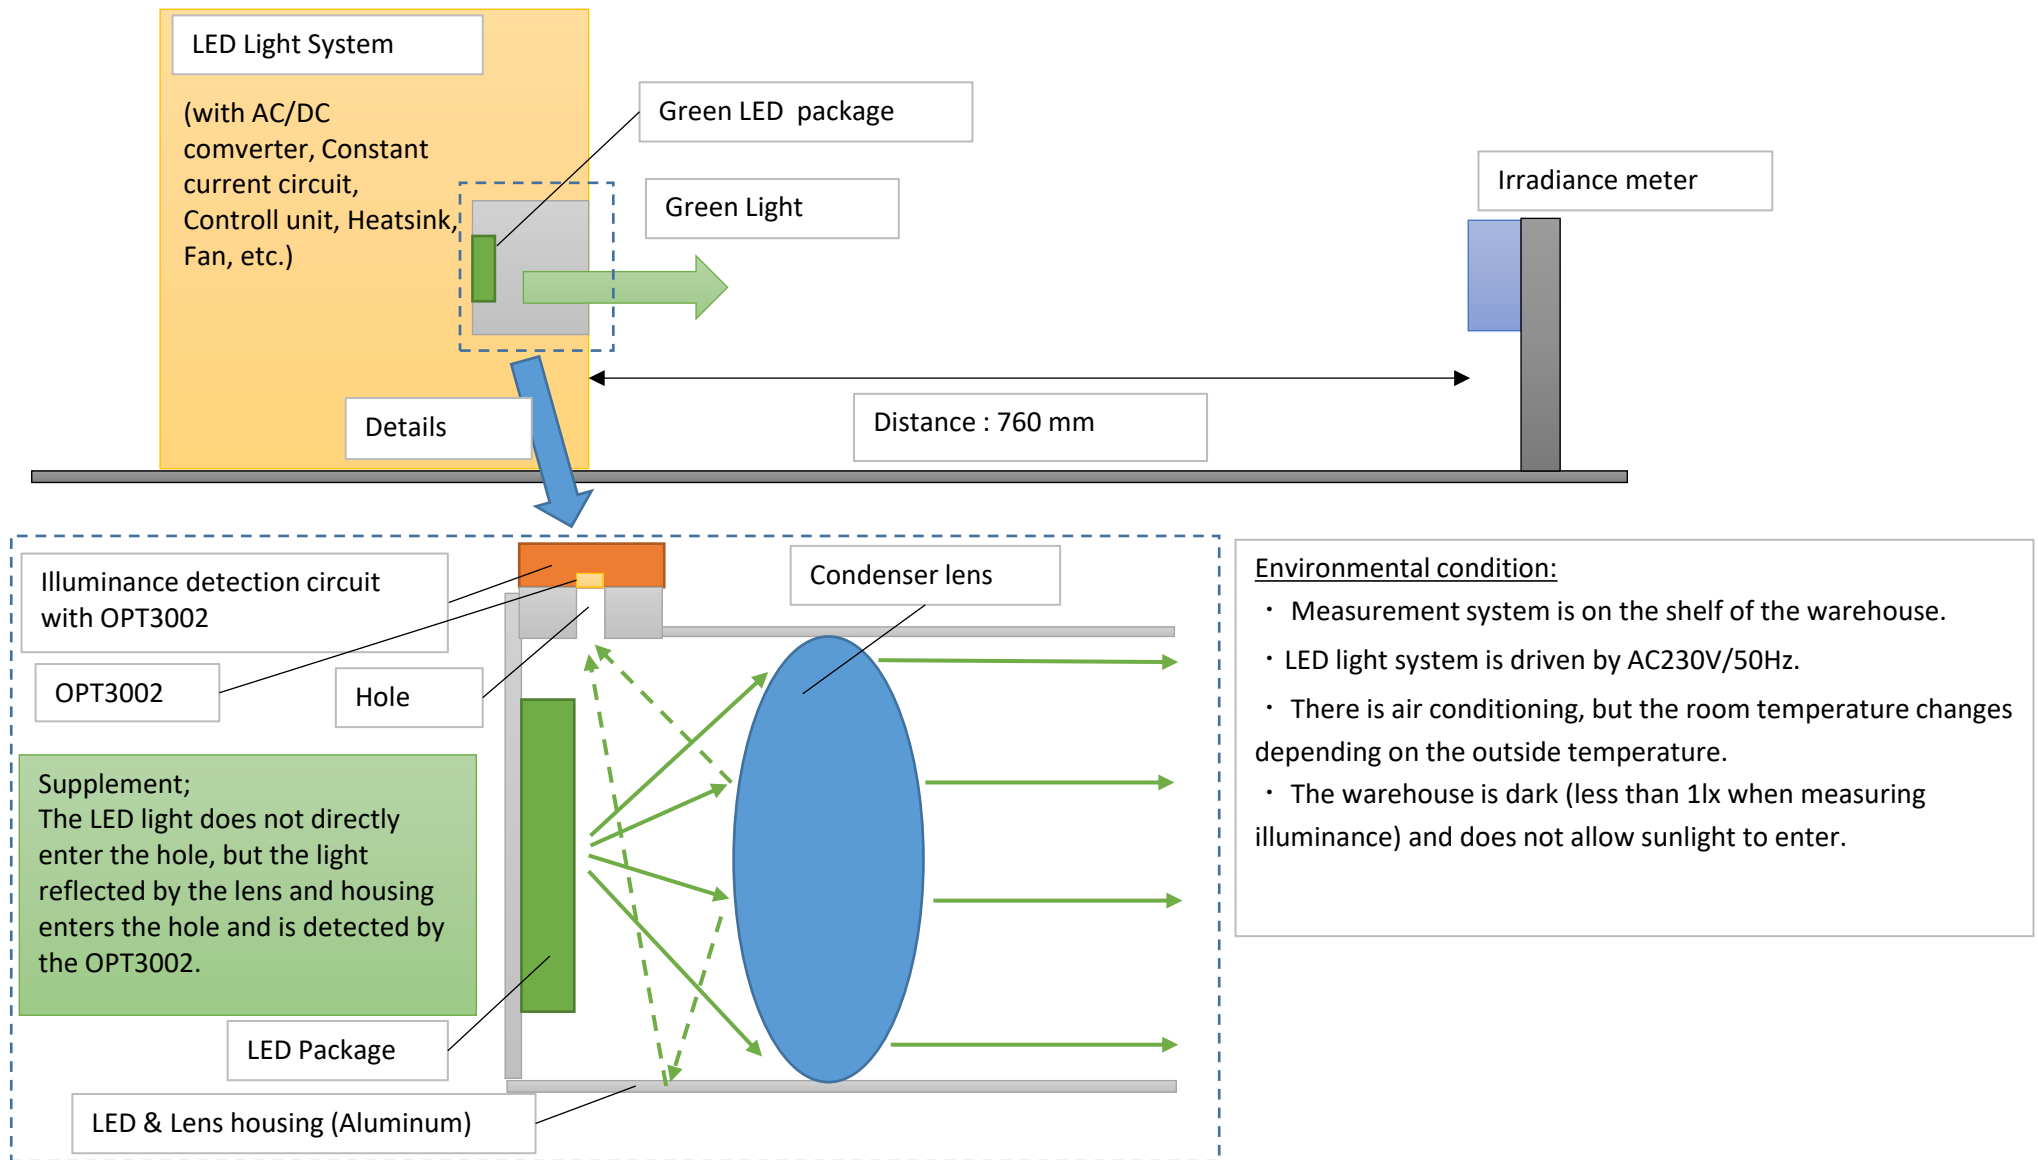 LED Light System
(with AC/DC
comverter, Constant
current circuit,
Controll unit, Heatsink,
Fan, etc.)
Green LED  package
Green Light
Irradiance meter
Details
Distance : 760 mm
Illuminance detection circuit
with OPT3002
OPT3002
Hole
Condenser lens
Supplement;
The LED light does not directly
enter the hole, but the light
reflected by the lens and housing
enters the hole and is detected by
the OPT3002.
LED Package
LED & Lens housing (Aluminum)
Environmental condition:
・ Measurement system is on the shelf of the warehouse.
・LED light system is driven by AC230V/50Hz.
・ There is air conditioning, but the room temperature changes
depending on the outside temperature.
・ The warehouse is dark (less than 1lx when measuring
illuminance) and does not allow sunlight to enter.